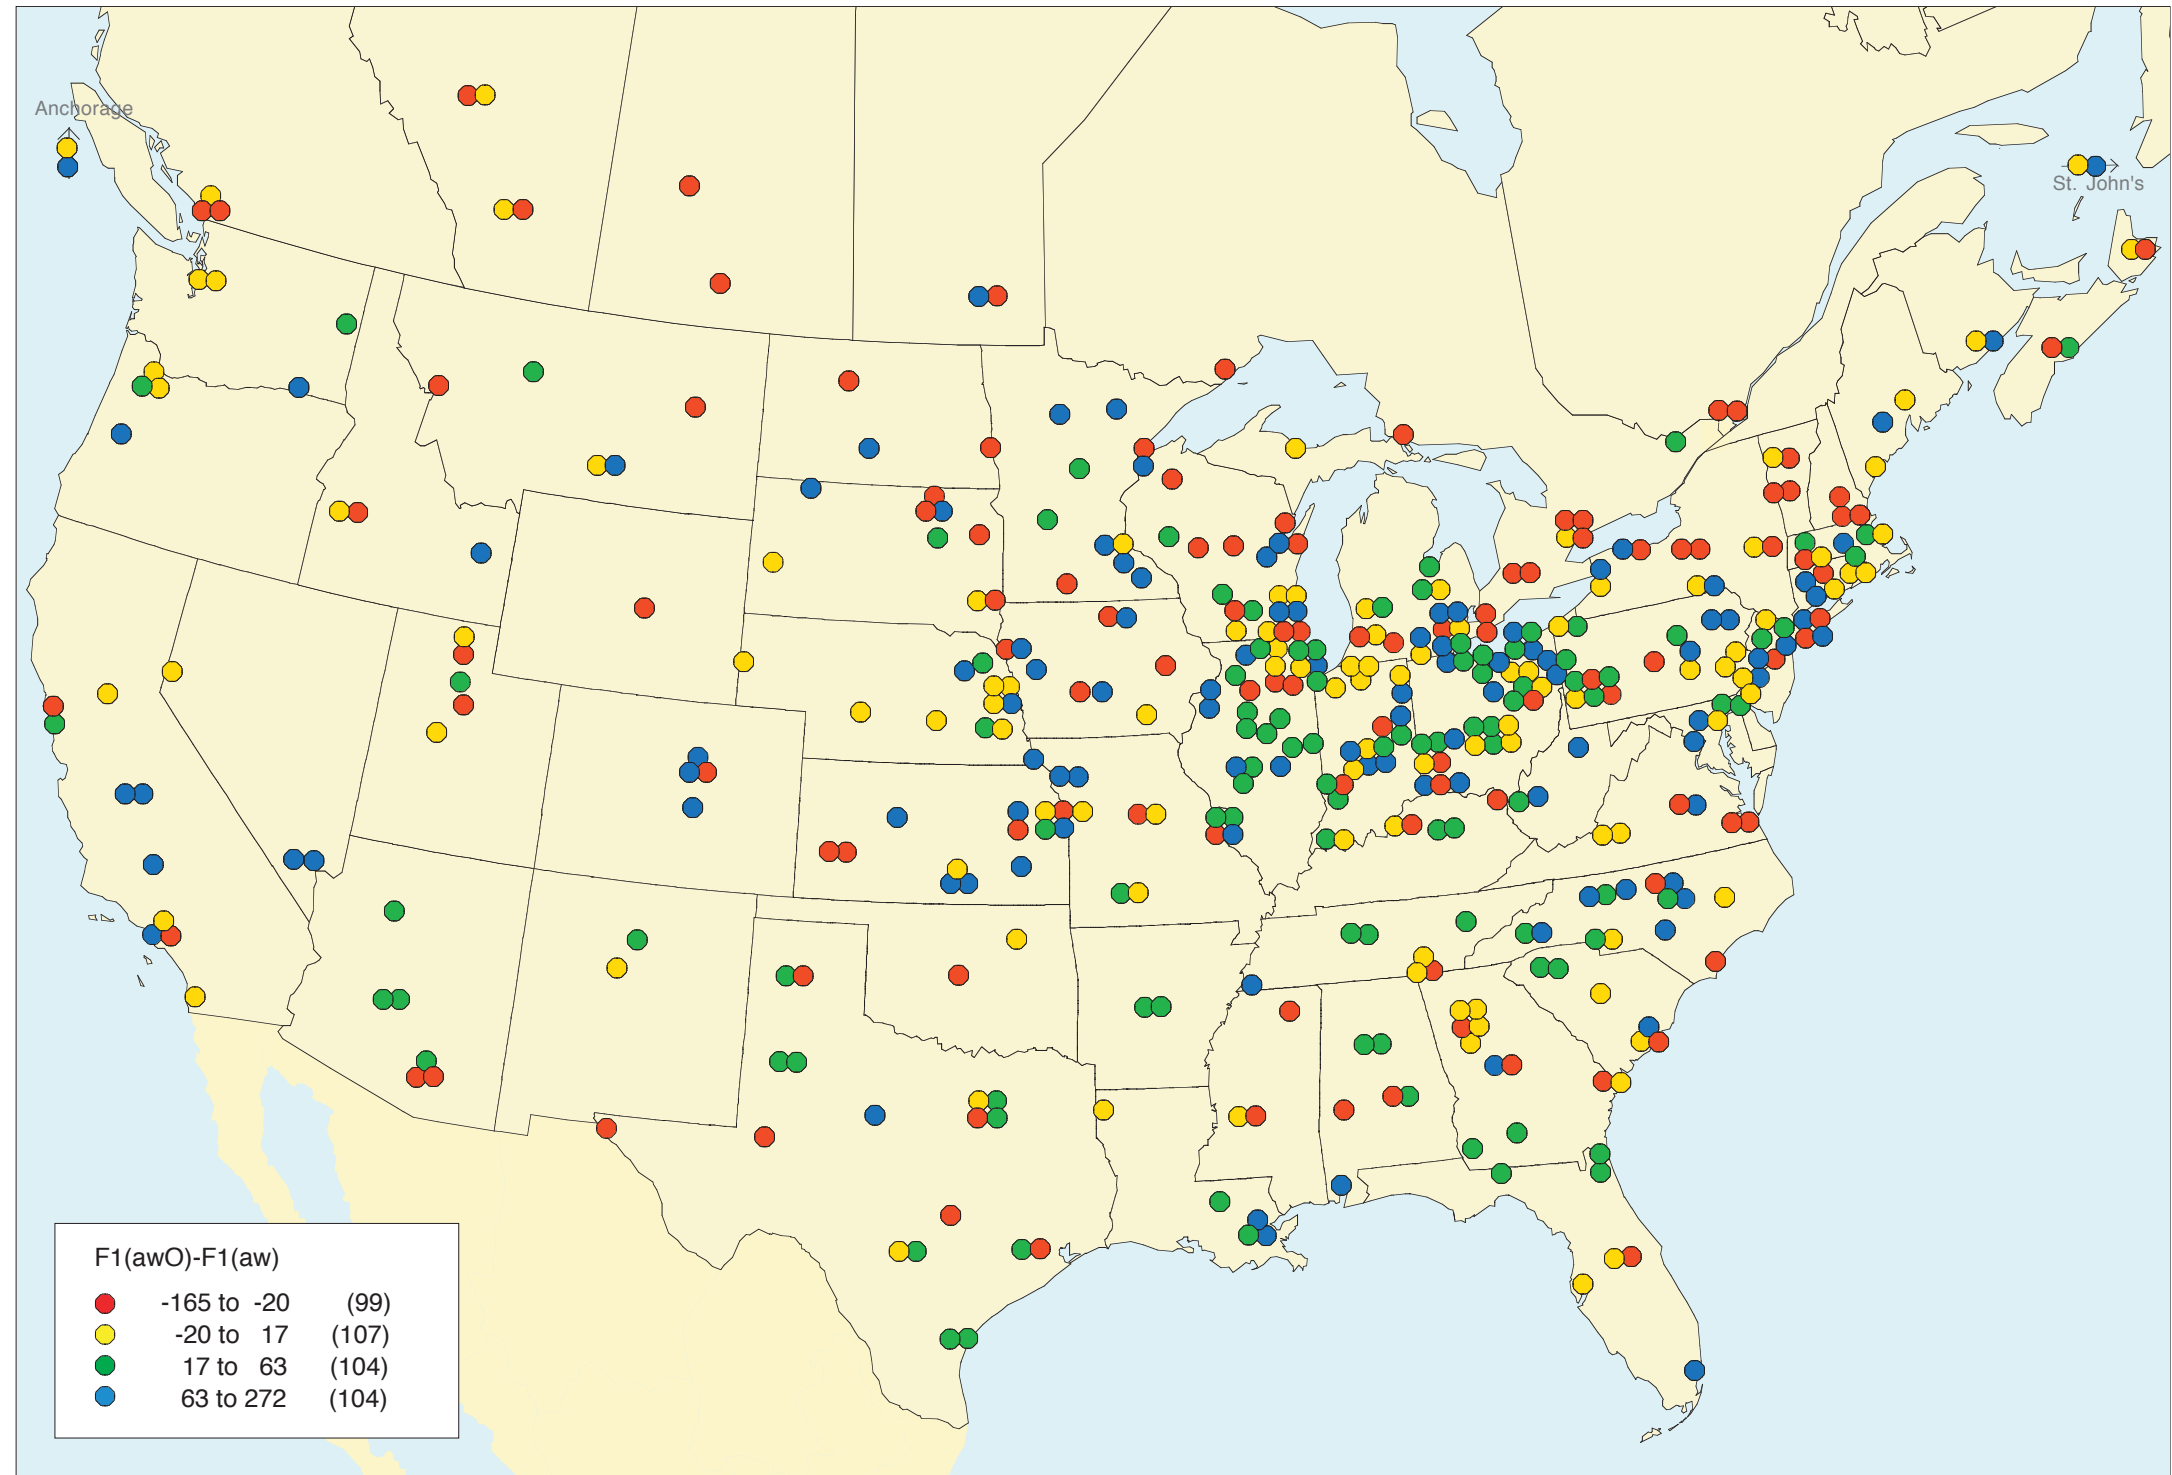 Anchorage
St. John's
F1(awO)-F1(aw)
-165 to -20 (99)
-20 to 17 (107)
17 to 63 (104)
63 to 272 (104)